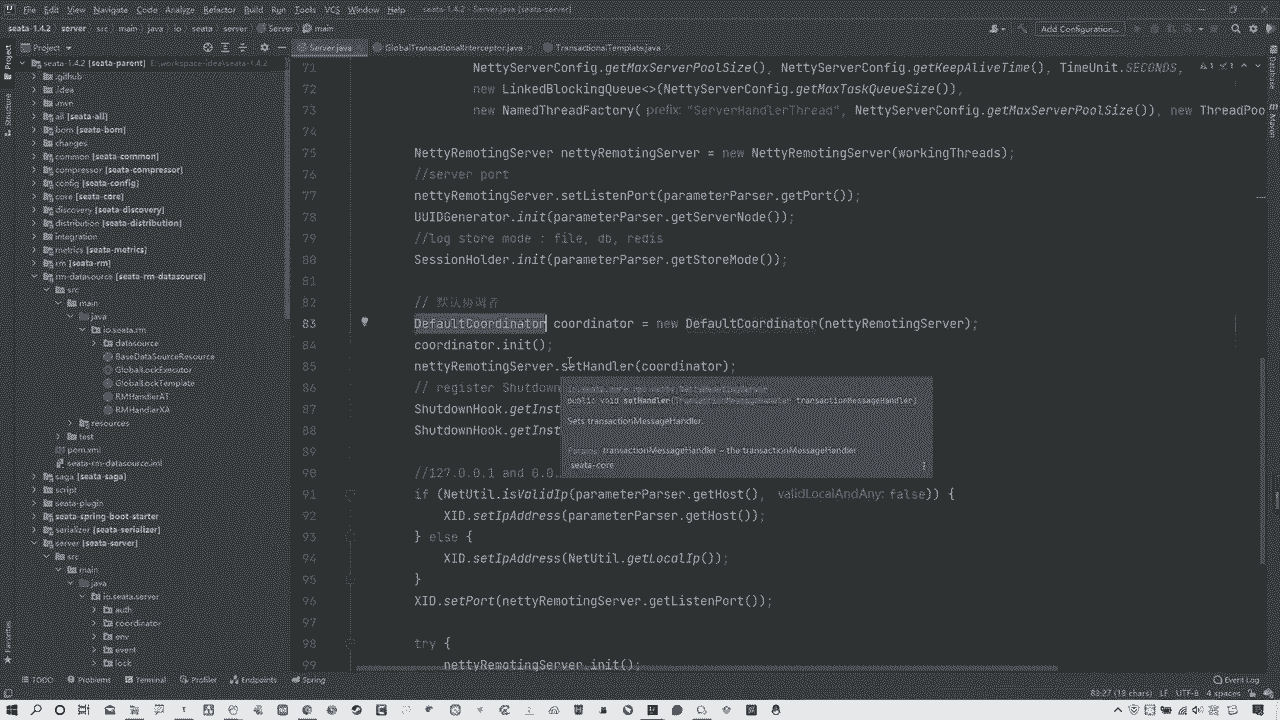 File Edit View Navigate Code Analyze Refactor Build Run Tools VCS Window Help seata-1.4.2 - Server.java [seata-server]
seata-1.4.2 server src main java io seata server Server main
Add Configuration...
Project
Server.java GlobalTransactionalInterceptor.java TransactionalTemplate.java
seata-1.4.2 [seata-parent] E:\workspace-idea\seata-1.4.2
.github
.idea
.mvn
all [seata-all]
bom [seata-bom]
changes
common [seata-common]
compressor [seata-compressor]
config [seata-config]
core [seata-core]
discovery [seata-discovery]
distribution [seata-distribution]
integration
metrics [seata-metrics]
rm [seata-rm]
rm-datasource [seata-rm-datasource]
src
main
java
io.seata.rm
datasource
BaseDataSourceResource
GlobalLockExecutor
GlobalLockTemplate
RMHandlerAT
RMHandlerXA
resources
test
pom.xml
seata-rm-datasource.iml
saga [seata-saga]
script
seata-plugin
seata-spring-boot-starter
serializer [seata-serializer]
server [seata-server]
src
main
java
io.seata.server
auth
coordinator
env
event
lock
71 NettyServerConfig.getMaxServerPoolSize(), NettyServerConfig.getKeepAliveTime(), TimeUnit.SECONDS,
72 new LinkedBlockingQueue<>(NettyServerConfig.getMaxTaskQueueSize()),
73 new NamedThreadFactory( prefix: "ServerHandlerThread", NettyServerConfig.getMaxServerPoolSize()), new ThreadPoo
74
75 NettyRemotingServer nettyRemotingServer = new NettyRemotingServer(workingThreads);
76 //server port
77 nettyRemotingServer.setListenPort(parameterParser.getPort());
78 UUIDGenerator.init(parameterParser.getServerNode());
79 //log store mode : file, db, redis
80 SessionHolder.init(parameterParser.getStoreMode());
81
82 // 默认协调者
83 DefaultCoordinator coordinator = new DefaultCoordinator(nettyRemotingServer);
84 coordinator.init();
85 nettyRemotingServer.setHandler(coordinator);
86 // register Shutdown
87 ShutdownHook.getInst
88 ShutdownHook.getInst
89
90 //127.0.0.1 and 0.0.
91 if (NetUtil.isValidIp(parameterParser.getHost(), validLocalAndAny: false)) {
92 XID.setIpAddress(parameterParser.getHost());
93 } else {
94 XID.setIpAddress(NetUtil.getLocalIp());
95 }
96 XID.setPort(nettyRemotingServer.getListenPort());
97
98 try {
99 nettyRemotingServer.init();
io.seata.core.rpc.netty.NettyRemotingServer
public void setHandler(TransactionMessageHandler transactionMessageHandler)
Sets transactionMessageHandler.
Params: transactionMessageHandler – the transactionMessageHandler
seata-core
Project
Structure
Favorites
Database
Maven
TODO Problems Terminal Profiler Endpoints Spring Event Log
83:27 (18 chars) LF UTF-8 4 spaces